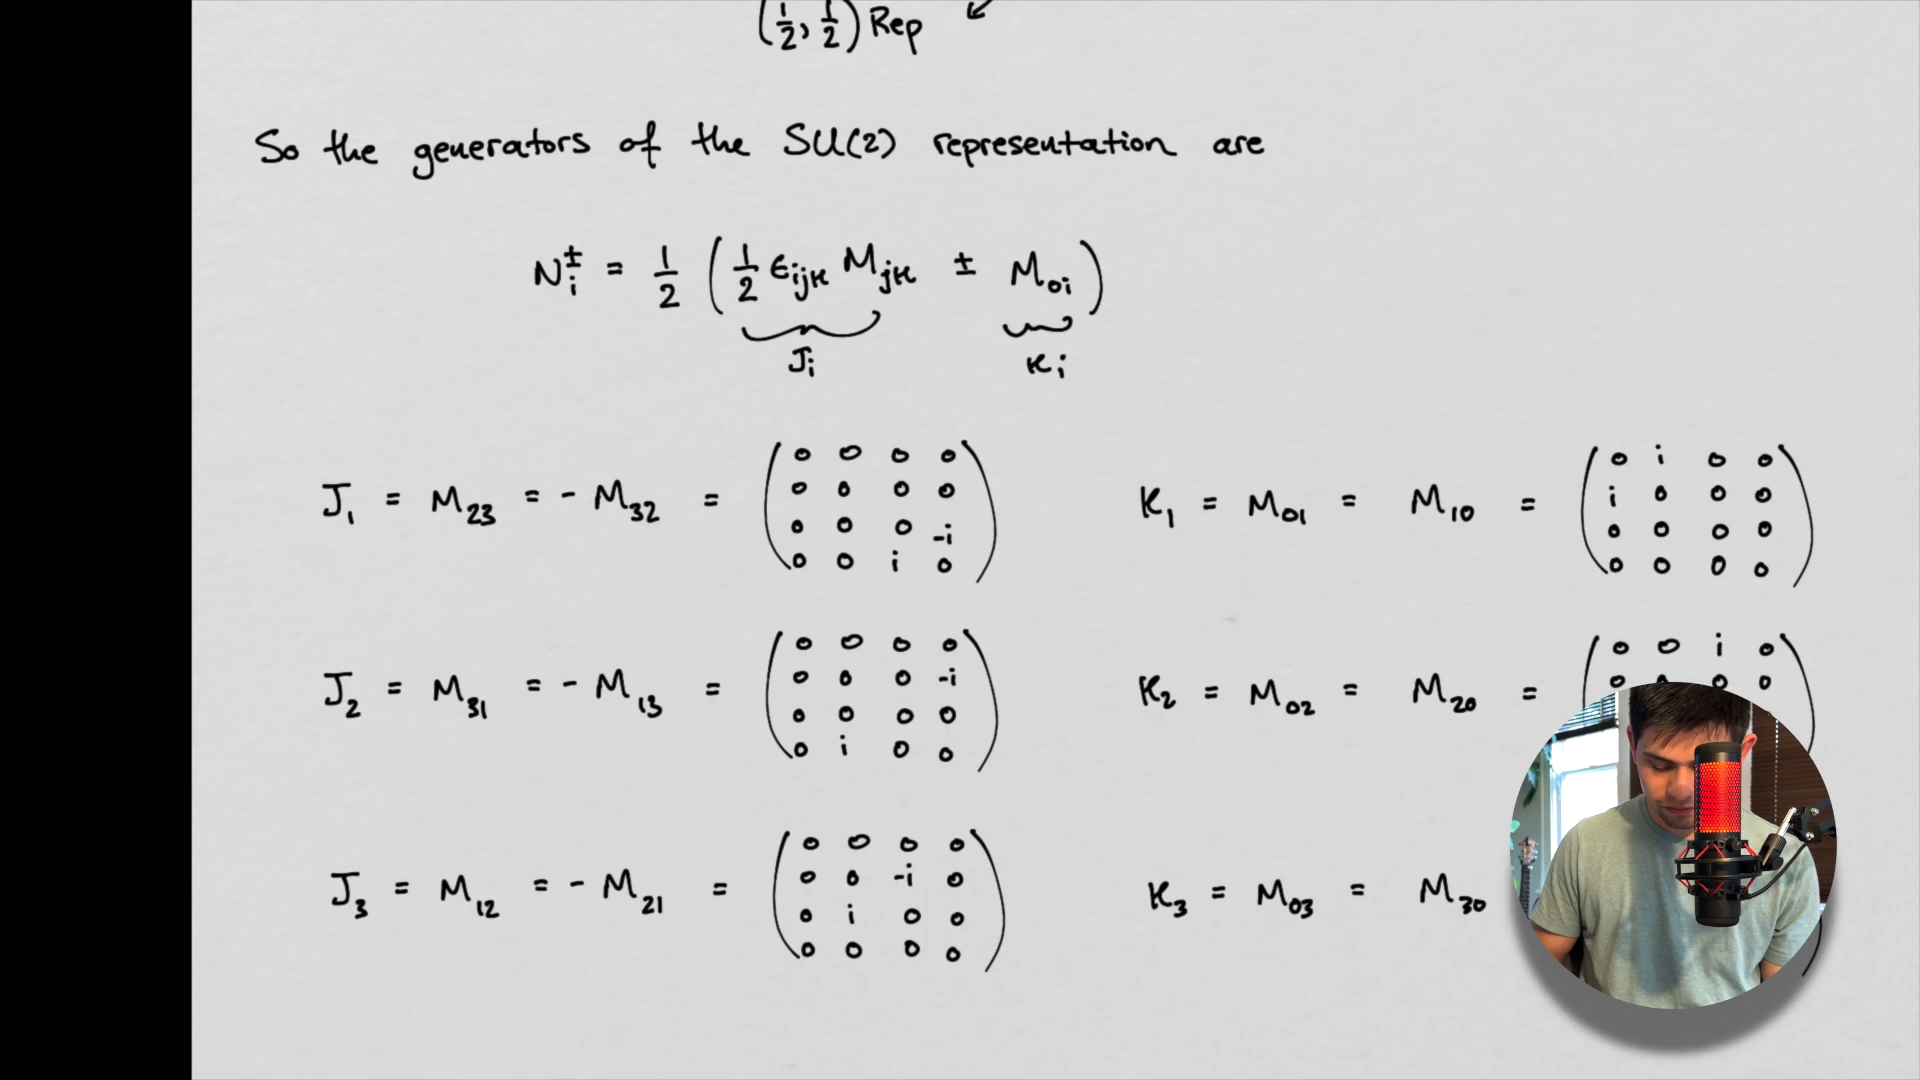 (1/2, 1/2) Rep ↙
So the generators of the SU(2) representation are
N_i^± = 1/2 ( 1/2 ϵ_ijk M_jk ± M_0i )
J_i K_i
J_1 = M_23 = - M_32 = ( 0 0 0 0 ; 0 0 0 0 ; 0 0 0 -i ; 0 0 i 0 ) K_1 = M_01 = M_10 = ( 0 i 0 0 ; i 0 0 0 ; 0 0 0 0 ; 0 0 0 0 )
J_2 = M_31 = - M_13 = ( 0 0 0 0 ; 0 0 0 -i ; 0 0 0 0 ; 0 i 0 0 ) K_2 = M_02 = M_20 = ( 0 0 i 0
J_3 = M_12 = - M_21 = ( 0 0 0 0 ; 0 0 -i 0 ; 0 i 0 0 ; 0 0 0 0 ) K_3 = M_03 = M_30